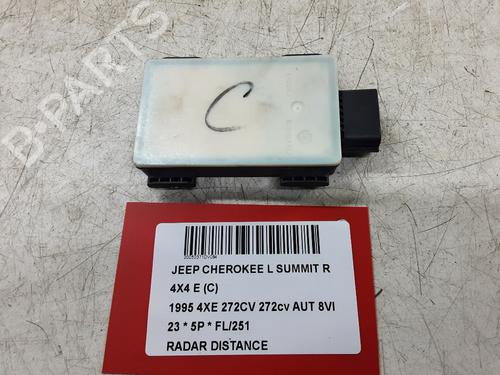 B-PARTS
C
JEEP CHEROKEE L SUMMIT R
4X4 E (C)
1995 4XE 272CV 272cv AUT 8VI
23 * 5P * FL/251
RADAR DISTANCE